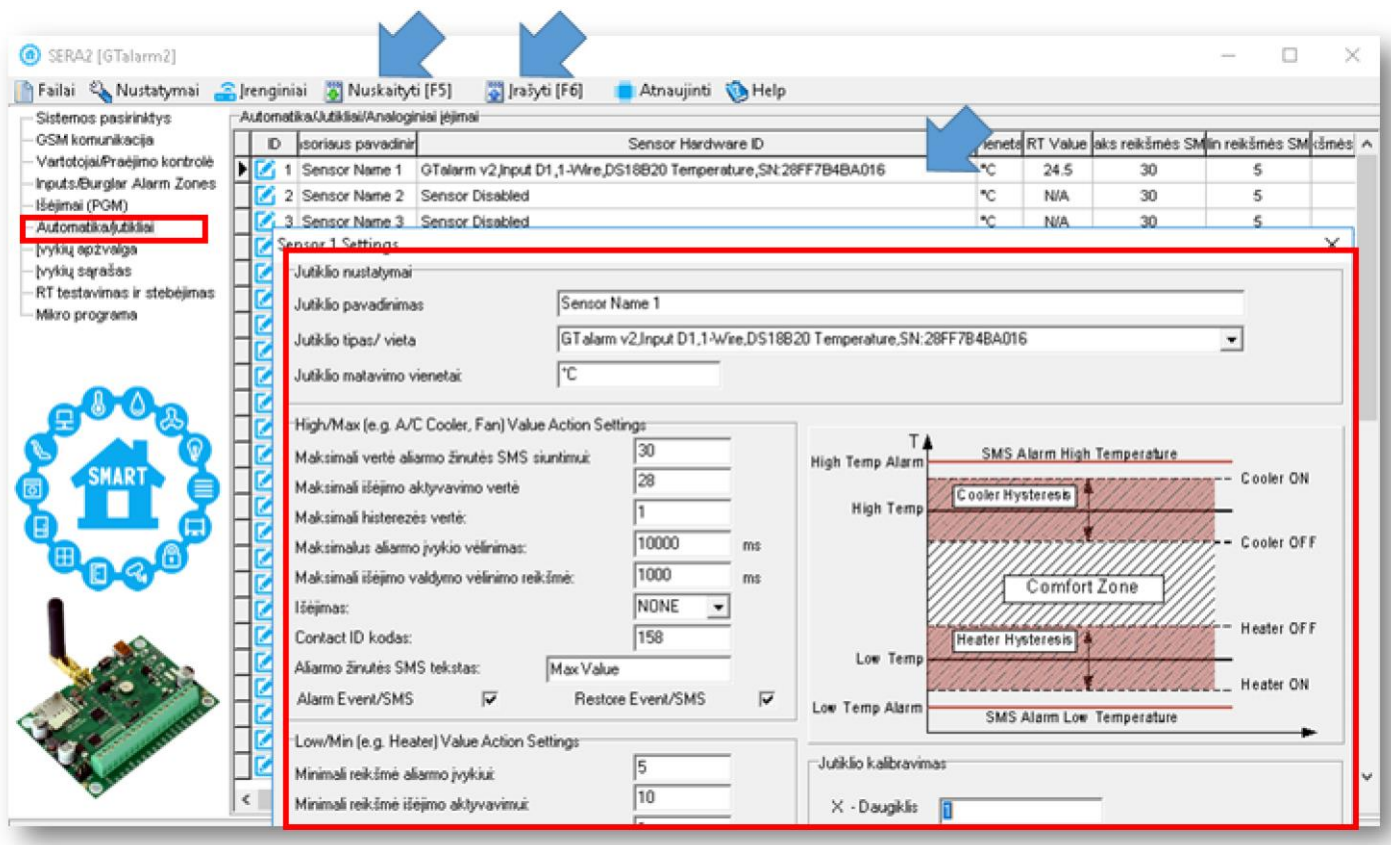 SERA2 [GTalarm2]
Failai Nustatymai Įrenginiai Nuskaityti [F5] Įrašyti [F6] Atnaujinti Help
Sistemos pasirinktys
GSM komunikacija
Vartotojai/Praėjimo kontrolė
Inputs/Burglar Alarm Zones
Išėjimai (PGM)
Automatika/jutikliai
Įvykių apžvalga
Įvykių sąrašas
RT testavimas ir stebėjimas
Mikro programa
SMART
Automatika/Jutikliai/Analoginiai įėjimai
ID soriaus pavadinir Sensor Hardware ID ieneta RT Value aks reikšmės SM lin reikšmės SM kšmės
1 Sensor Name 1 GTalarm v2,Input D1,1-Wire,DS18B20 Temperature,SN:28FF7B4BA016 °C 24.5 30 5
2 Sensor Name 2 Sensor Disabled °C N/A 30 5
3 Sensor Name 3 Sensor Disabled °C N/A 30 5
Sensor 1 Settings
Jutiklio nustatymai
Jutiklio pavadinimas Sensor Name 1
Jutiklio tipas/ vieta GTalarm v2,Input D1,1-Wire,DS18B20 Temperature,SN:28FF7B4BA016
Jutiklio matavimo vienetai: °C
High/Max (e.g. A/C Cooler, Fan) Value Action Settings
Maksimali vertė aliarmo žinutės SMS siuntimui: 30
Maksimali išėjimo aktyvavimo vertė 28
Maksimali histerezės vertė: 1
Maksimalus aliarmo įvykio vėlinimas: 10000 ms
Maksimali išėjimo valdymo vėlinimo reikšmė: 1000 ms
Išėjimas: NONE
Contact ID kodas: 158
Aliarmo žinutės SMS tekstas: Max Value
Alarm Event/SMS Restore Event/SMS
Low/Min (e.g. Heater) Value Action Settings
Minimali reikšmė aliarmo įvykiui: 5
Minimali reikšmė išėjimo aktyvavimui: 10
T
High Temp Alarm SMS Alarm High Temperature
Cooler ON
Cooler Hysteresis
High Temp
Cooler OFF
Comfort Zone
Heater OFF
Heater Hysteresis
Low Temp
Heater ON
Low Temp Alarm
SMS Alarm Low Temperature
Jutiklio kalibravimas
X - Daugiklis 1